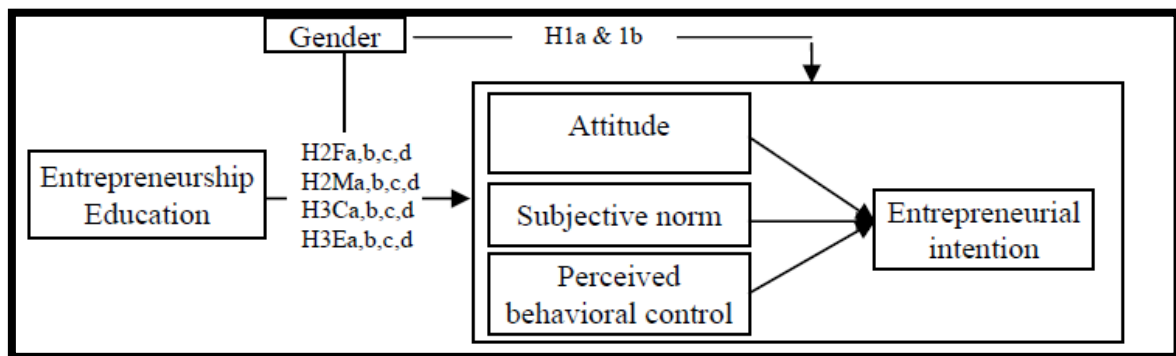 Gender
H1a & 1b
Attitude
H2Fa,b,c,d
H2Ma,b,c,d
H3Ca,b,c,d
H3Ea,b,c,d
Entrepreneurship
Education
Subjective norm
Entrepreneurial
intention
Perceived
behavioral control